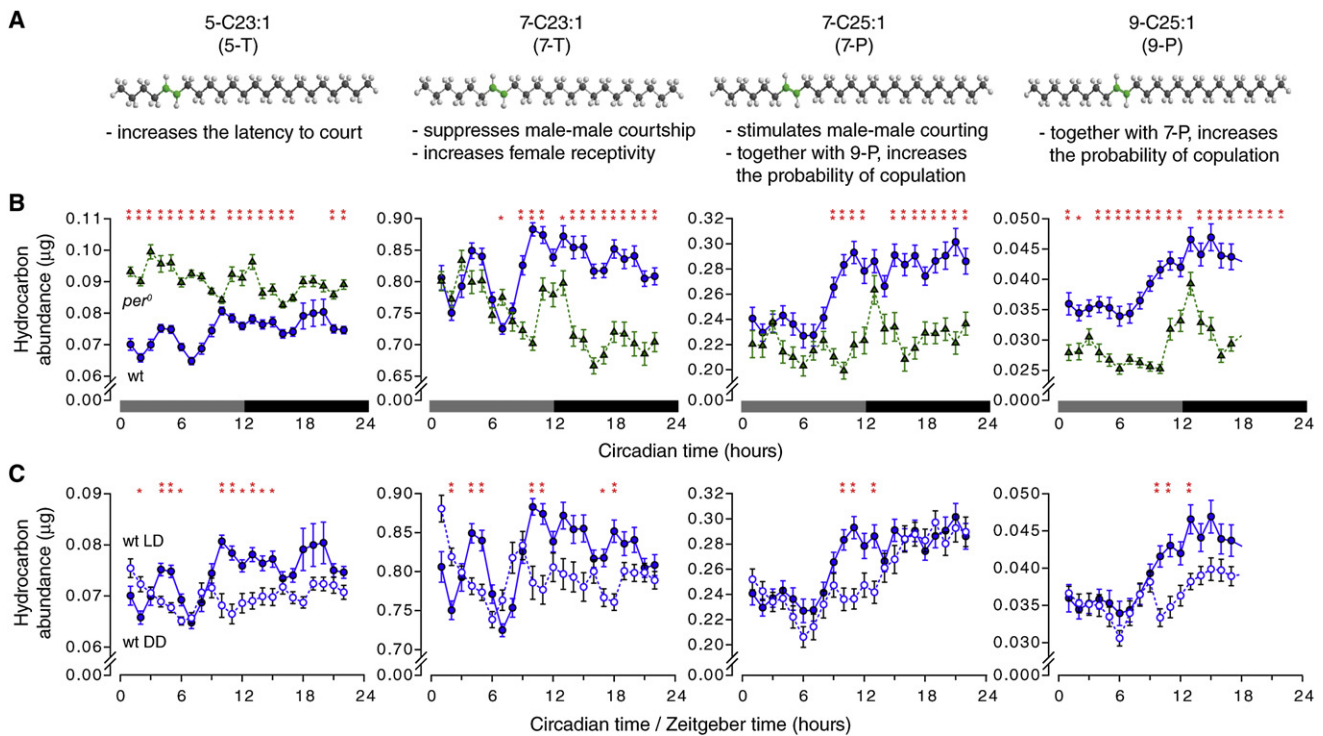 A
5-C23:1
(5-T)
7-C23:1
(7-T)
7-C25:1
(7-P)
9-C25:1
(9-P)
- increases the latency to court
- suppresses male-male courtship
- increases female receptivity
- stimulates male-male courting
- together with 9-P, increases
the probability of copulation
- together with 7-P, increases
the probability of copulation
B
Hydrocarbon
abundance (µg)
0.11
0.10
0.09
0.08
0.07
0.06
0.00
per⁰
wt
0 6 12 18 24
0.90
0.85
0.80
0.75
0.70
0.65
0.00
0 6 12 18 24
0.32
0.30
0.28
0.26
0.24
0.22
0.20
0.00
0 6 12 18 24
0.050
0.045
0.040
0.035
0.030
0.025
0.000
0 6 12 18 24
Circadian time (hours)
C
Hydrocarbon
abundance (µg)
0.09
0.08
0.07
0.06
0.00
wt LD
wt DD
0 6 12 18 24
0.90
0.85
0.80
0.75
0.70
0.00
0 6 12 18 24
0.32
0.30
0.28
0.26
0.24
0.22
0.20
0.00
0 6 12 18 24
0.050
0.045
0.040
0.035
0.030
0.000
0 6 12 18 24
Circadian time / Zeitgeber time (hours)